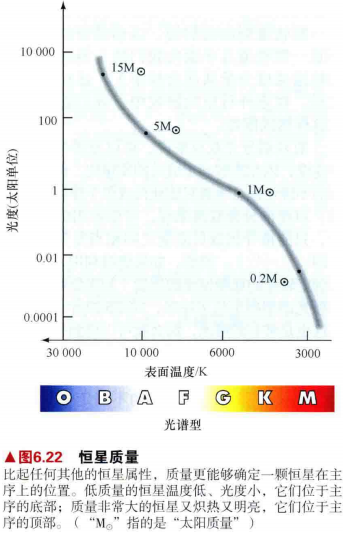 10 000
100
1
0.01
0.0001
光度(太阳单位)
15M⊙
5M⊙
1M⊙
0.2M⊙
30 000 10 000 6000 3000
表面温度/K
O B A F G K M
光谱型
▲图6.22 恒星质量
比起任何其他的恒星属性，质量更能够确定一颗恒星在主
序上的位置。低质量的恒星温度低、光度小，它们位于主
序的底部；质量非常大的恒星又炽热又明亮，它们位于主
序的顶部。（“M⊙”指的是“太阳质量”）